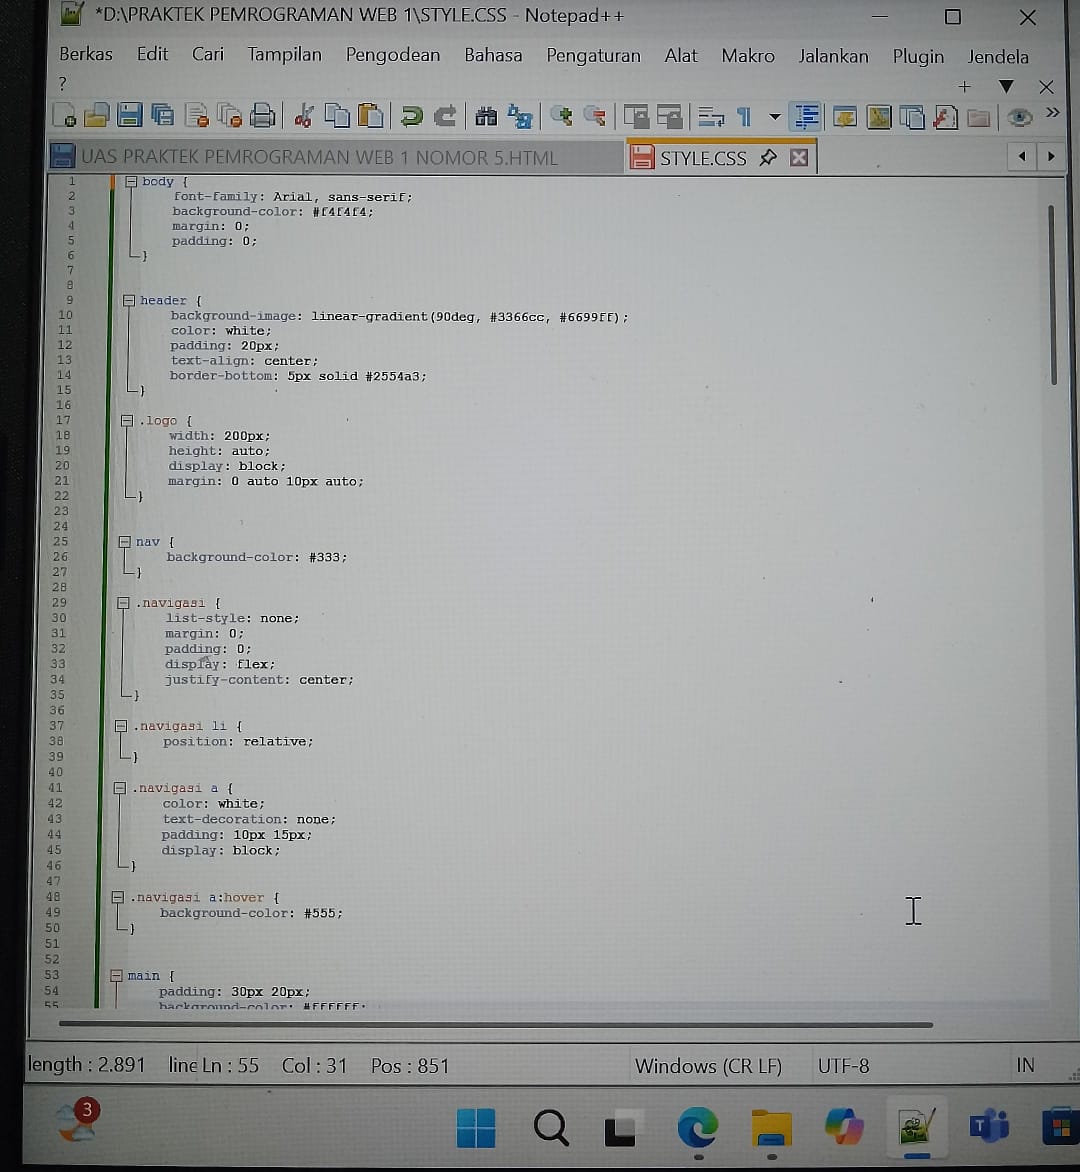 *D:\PRAKTEK PEMROGRAMAN WEB 1\STYLE.CSS - Notepad++
Berkas Edit Cari Tampilan Pengodean Bahasa Pengaturan Alat Makro Jalankan Plugin Jendela
?
UAS PRAKTEK PEMROGRAMAN WEB 1 NOMOR 5.HTML STYLE.CSS
1 body {
2 font-family: Arial, sans-serif;
3 background-color: #f4f4f4;
4 margin: 0;
5 padding: 0;
6 }
7
8
9 header {
10 background-image: linear-gradient(90deg, #3366cc, #6699ff);
11 color: white;
12 padding: 20px;
13 text-align: center;
14 border-bottom: 5px solid #2554a3;
15 }
16
17 .logo {
18 width: 200px;
19 height: auto;
20 display: block;
21 margin: 0 auto 10px auto;
22 }
23
24
25 nav {
26 background-color: #333;
27 }
28
29 .navigasi {
30 list-style: none;
31 margin: 0;
32 padding: 0;
33 display: flex;
34 justify-content: center;
35 }
36
37 .navigasi li {
38 position: relative;
39 }
40
41 .navigasi a {
42 color: white;
43 text-decoration: none;
44 padding: 10px 15px;
45 display: block;
46 }
47
48 .navigasi a:hover {
49 background-color: #555;
50 }
51
52
53 main {
54 padding: 30px 20px;
55 background-color: #ffffff;
length : 2.891 line Ln : 55 Col : 31 Pos : 851 Windows (CR LF) UTF-8 IN
3